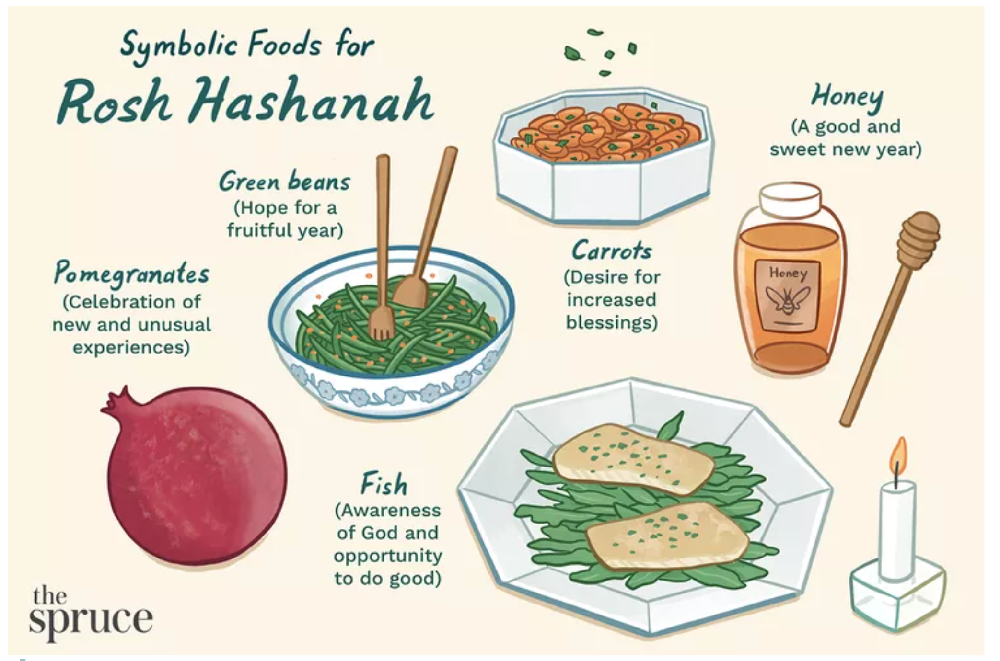 Symbolic Foods for
Rosh Hashanah
Honey
(A good and
sweet new year)
Green beans
(Hope for a
fruitful year)
Carrots
(Desire for
increased
blessings)
Honey
Pomegranates
(Celebration of
new and unusual
experiences)
Fish
(Awareness
of God and
opportunity
to do good)
the
spruce